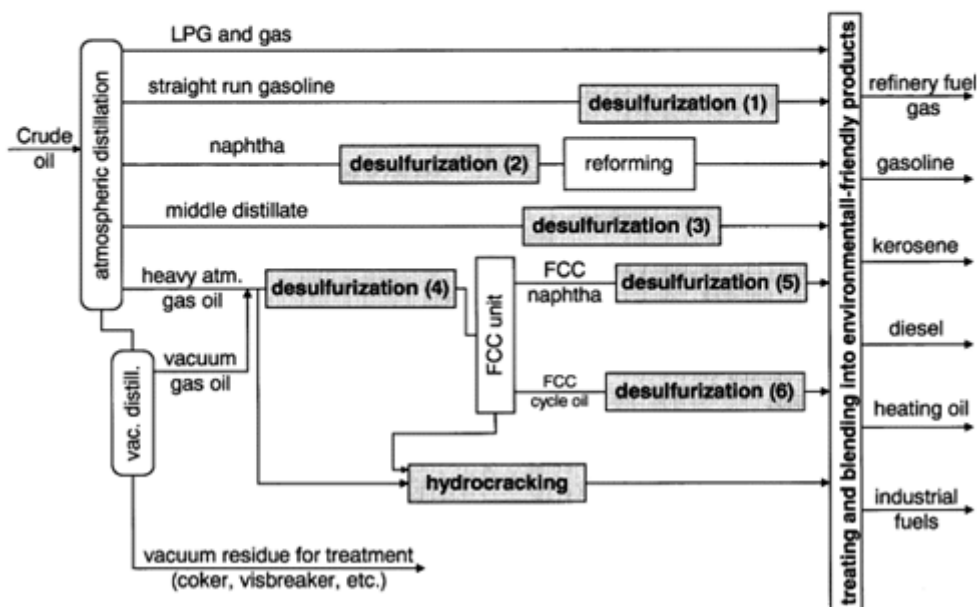 LPG and gas
straight run gasoline
desulfurization (1)
Crude
oil
atmospheric distillation
naphtha
desulfurization (2)
reforming
middle distillate
desulfurization (3)
heavy atm.
gas oil
desulfurization (4)
FCC unit
FCC
naphtha
desulfurization (5)
vac. distill.
vacuum
gas oil
FCC
cycle oil
desulfurization (6)
hydrocracking
vacuum residue for treatment
(coker, visbreaker, etc.)
treating and blending into environmentall-friendly products
refinery fuel
gas
gasoline
kerosene
diesel
heating oil
industrial
fuels